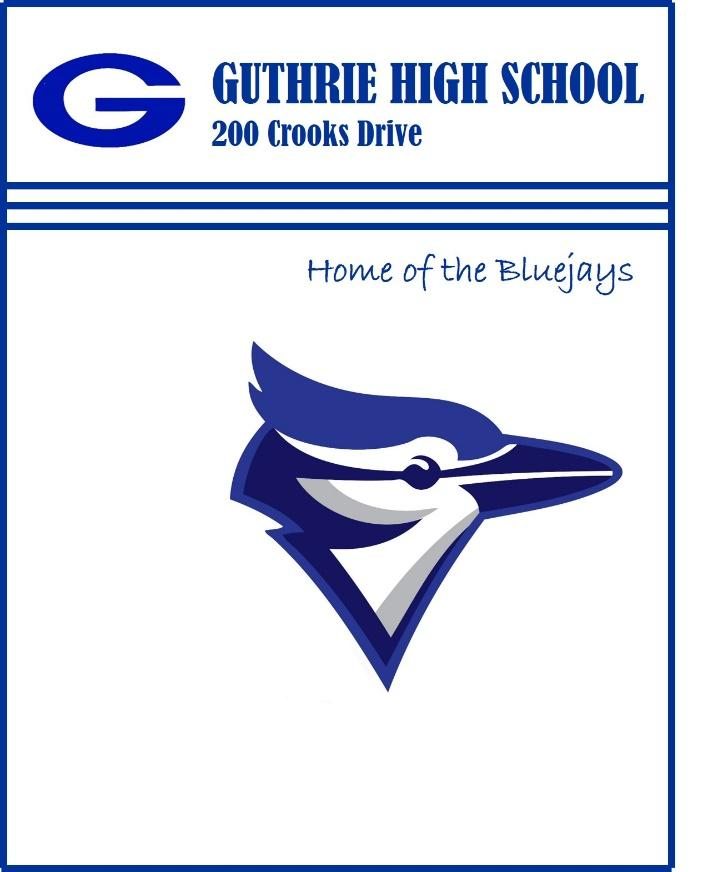 G
GUTHRIE HIGH SCHOOL
200 Crooks Drive
Home of the Bluejays